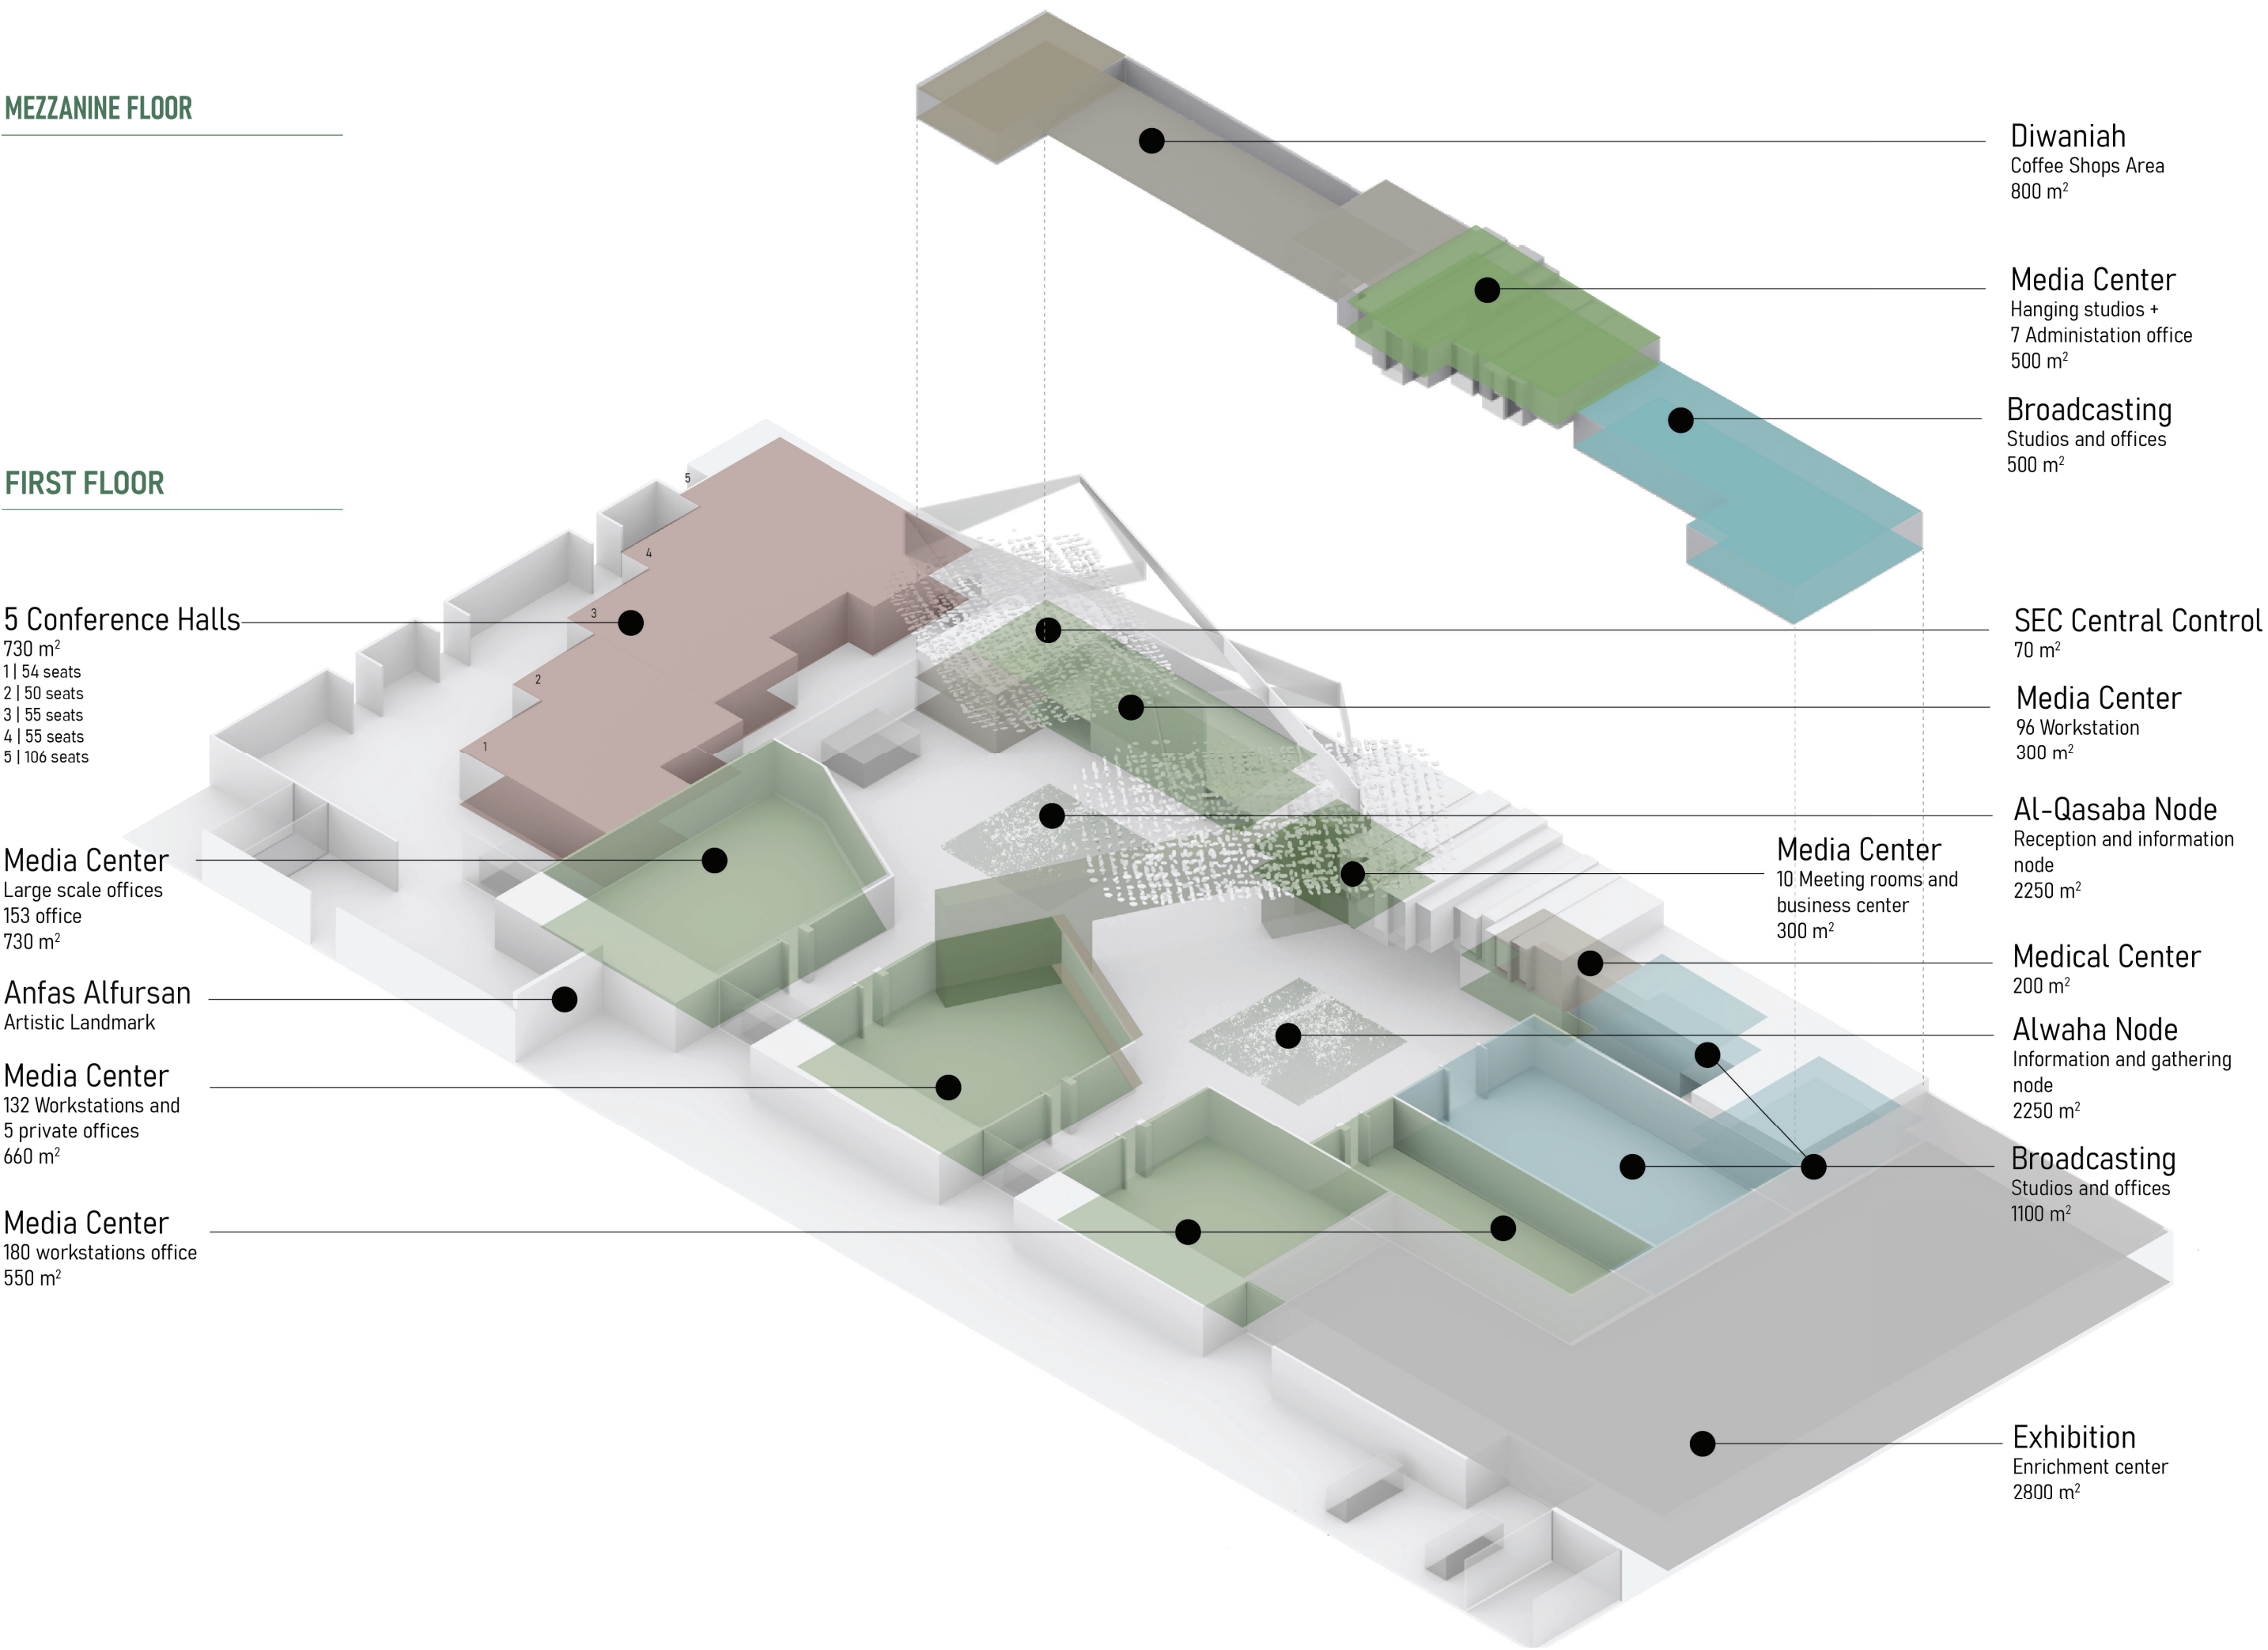 MEZZANINE FLOOR
Diwaniah
Coffee Shops Area
800 m²
Media Center
Hanging studios +
7 Administation office
500 m²
Broadcasting
Studios and offices
500 m²
FIRST FLOOR
5 Conference Halls
730 m²
1 | 54 seats
2 | 50 seats
3 | 55 seats
4 | 55 seats
5 | 106 seats
5
4
3
2
1
Media Center
Large scale offices
153 office
730 m²
Anfas Alfursan
Artistic Landmark
Media Center
132 Workstations and
5 private offices
660 m²
Media Center
180 workstations office
550 m²
SEC Central Control
70 m²
Media Center
96 Workstation
300 m²
Al-Qasaba Node
Reception and information
node
2250 m²
Media Center
10 Meeting rooms and
business center
300 m²
Medical Center
200 m²
Alwaha Node
Information and gathering
node
2250 m²
Broadcasting
Studios and offices
1100 m²
Exhibition
Enrichment center
2800 m²